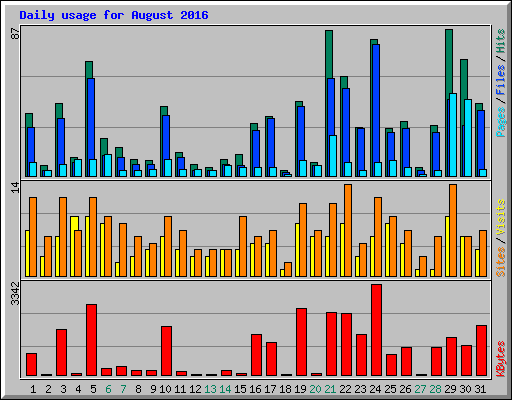 Daily usage for August 2016
87
Pages / Files / Hits
14
Sites / Visits
3342
KBytes
1 2 3 4 5 6 7 8 9 10 11 12 13 14 15 16 17 18 19 20 21 22 23 24 25 26 27 28 29 30 31